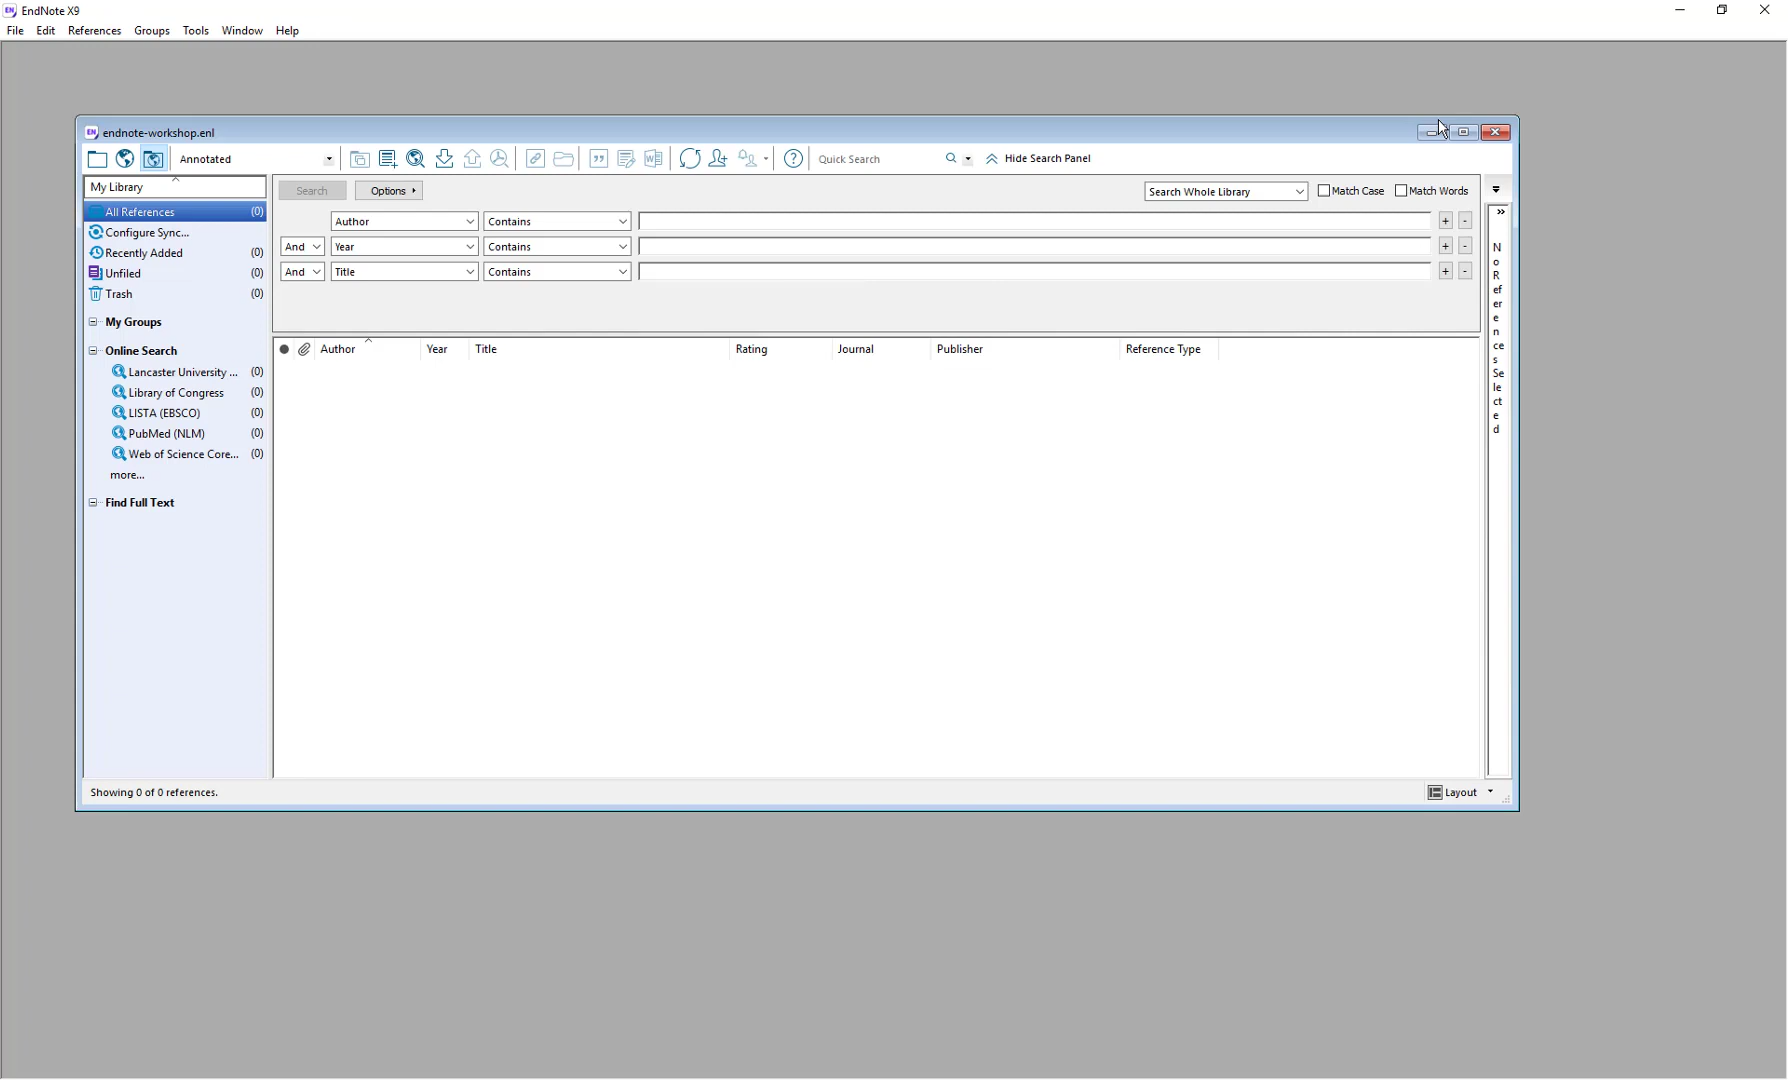 EndNote X9
File Edit References Groups Tools Window Help
endnote-workshop.enl
Annotated Quick Search Hide Search Panel
My Library
Search Options Search Whole Library Match Case Match Words
All References (0)
Author Contains + -
Configure Sync...
And Year Contains + -
Recently Added (0)
And Title Contains + -
Unfiled (0)
Trash (0)
My Groups
Online Search
Author Year Title Rating Journal Publisher Reference Type
Lancaster University ... (0)
Library of Congress (0)
LISTA (EBSCO) (0)
PubMed (NLM) (0)
Web of Science Core... (0)
more...
Find Full Text
No References Selected
Showing 0 of 0 references.
Layout